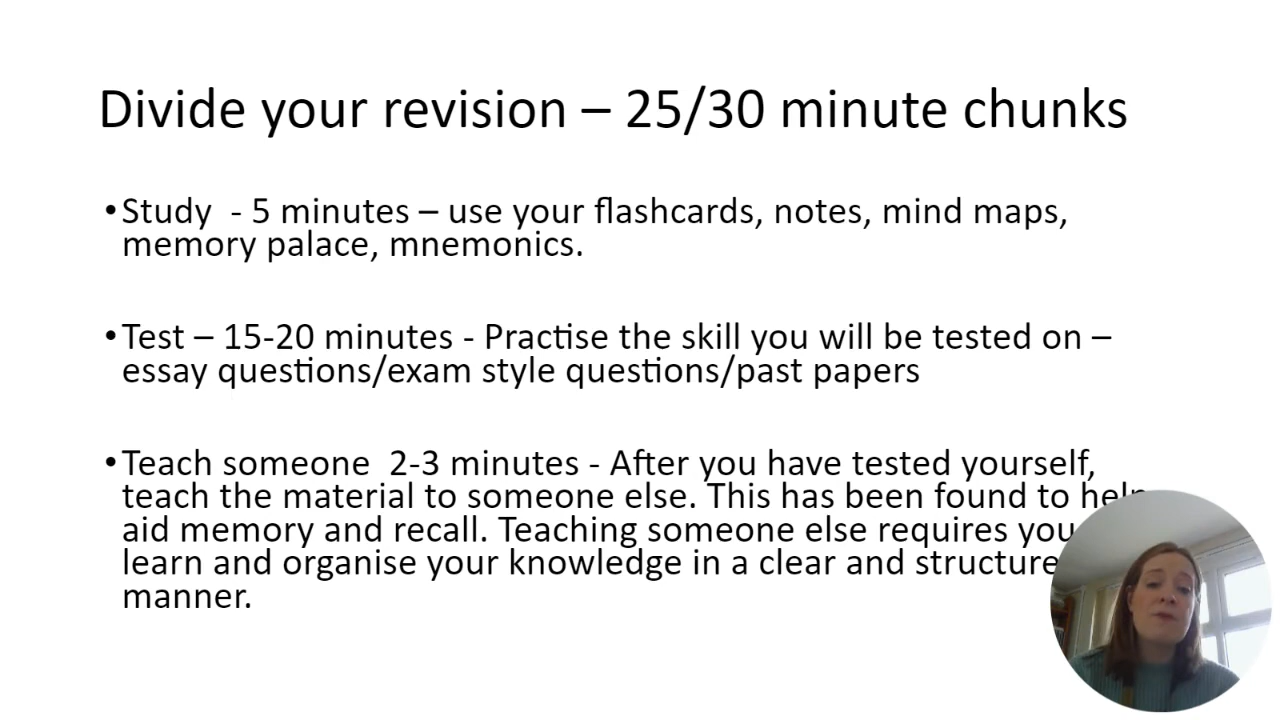 Divide your revision – 25/30 minute chunks
•Study  - 5 minutes – use your flashcards, notes, mind maps,
memory palace, mnemonics.
•Test – 15-20 minutes - Practise the skill you will be tested on –
essay questions/exam style questions/past papers
•Teach someone  2-3 minutes - After you have tested yourself,
teach the material to someone else. This has been found to help
aid memory and recall. Teaching someone else requires you
learn and organise your knowledge in a clear and structure
manner.